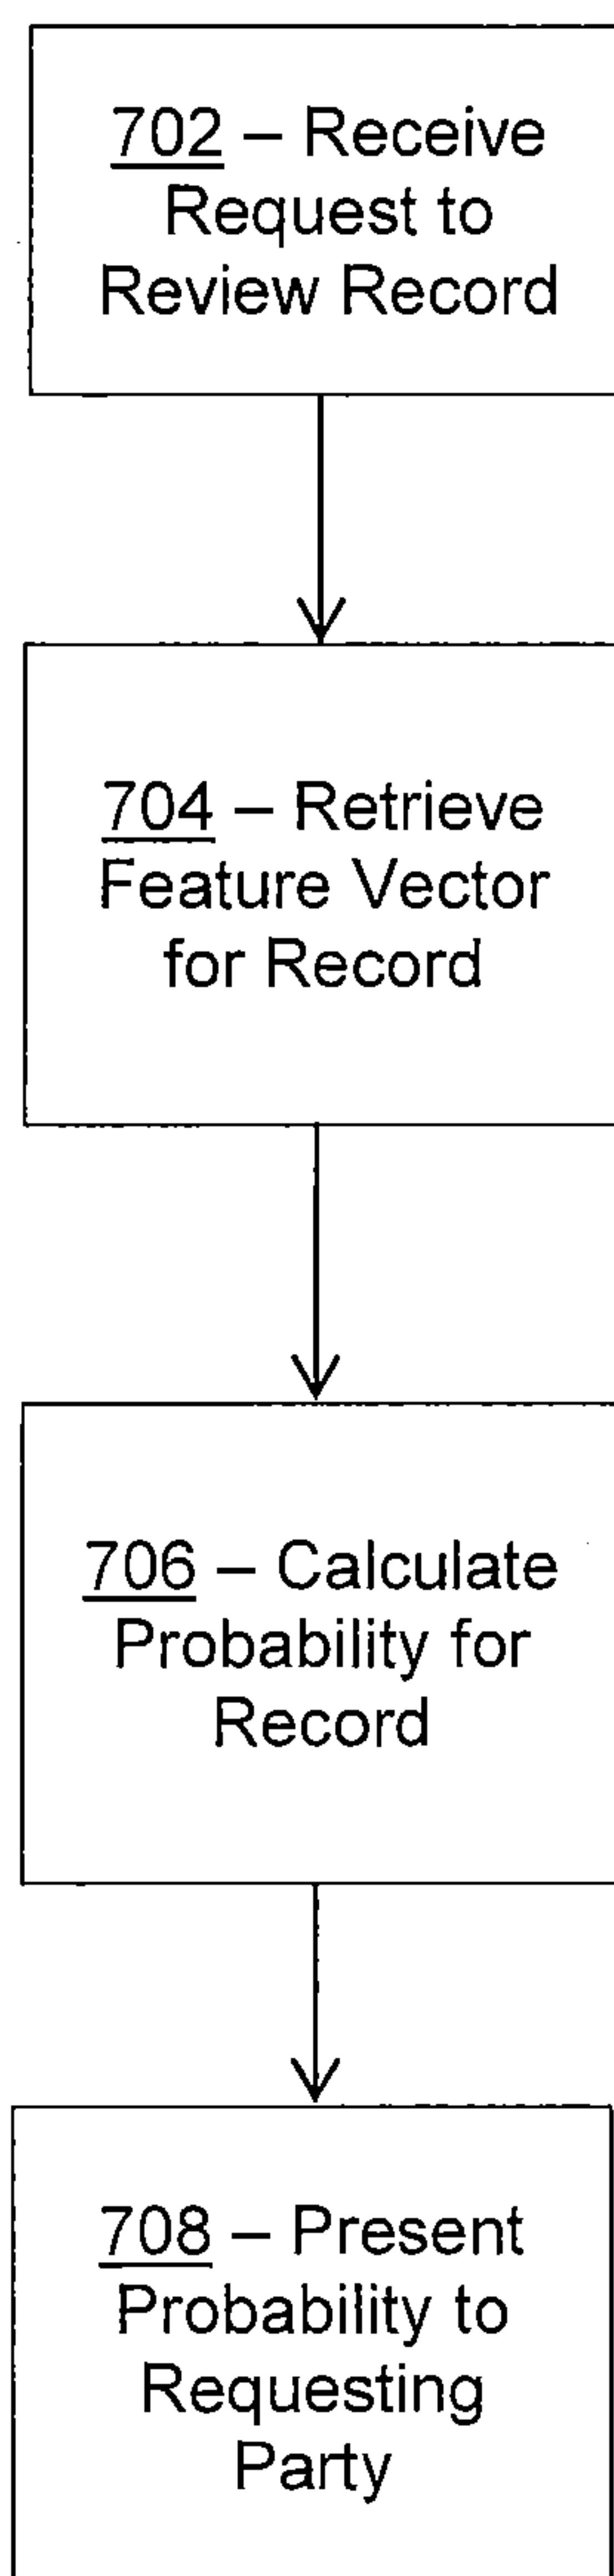 702 – Receive
Request to
Review Record
704 – Retrieve
Feature Vector
for Record
706 – Calculate
Probability for
Record
708 – Present
Probability to
Requesting
Party